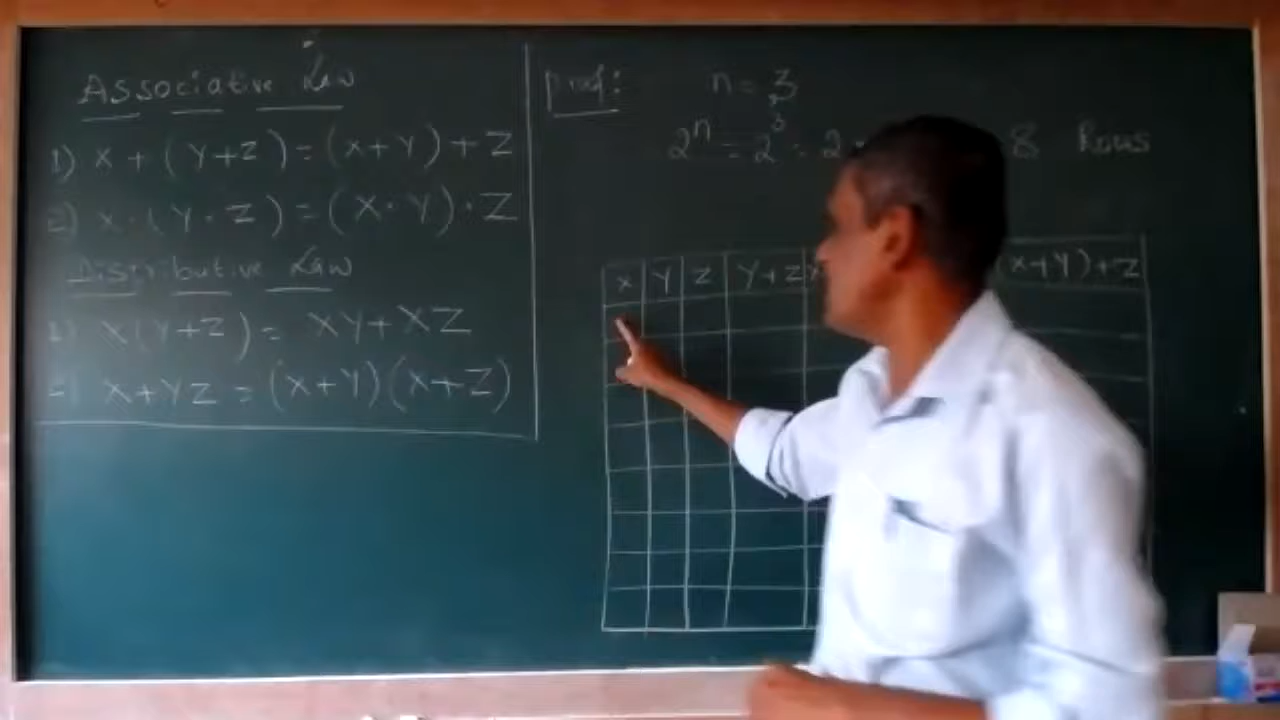 Associative Law
1) X + (Y+Z) = (X+Y) + Z
2) X · (Y · Z) = (X · Y) · Z
Distributive Law
1) X(Y+Z) = XY+XZ
X+YZ = (X+Y)(X+Z)
proof:
n = 3
2ⁿ = 2³ = 2 8 Rows
X Y Z Y+Z (X+Y)+Z